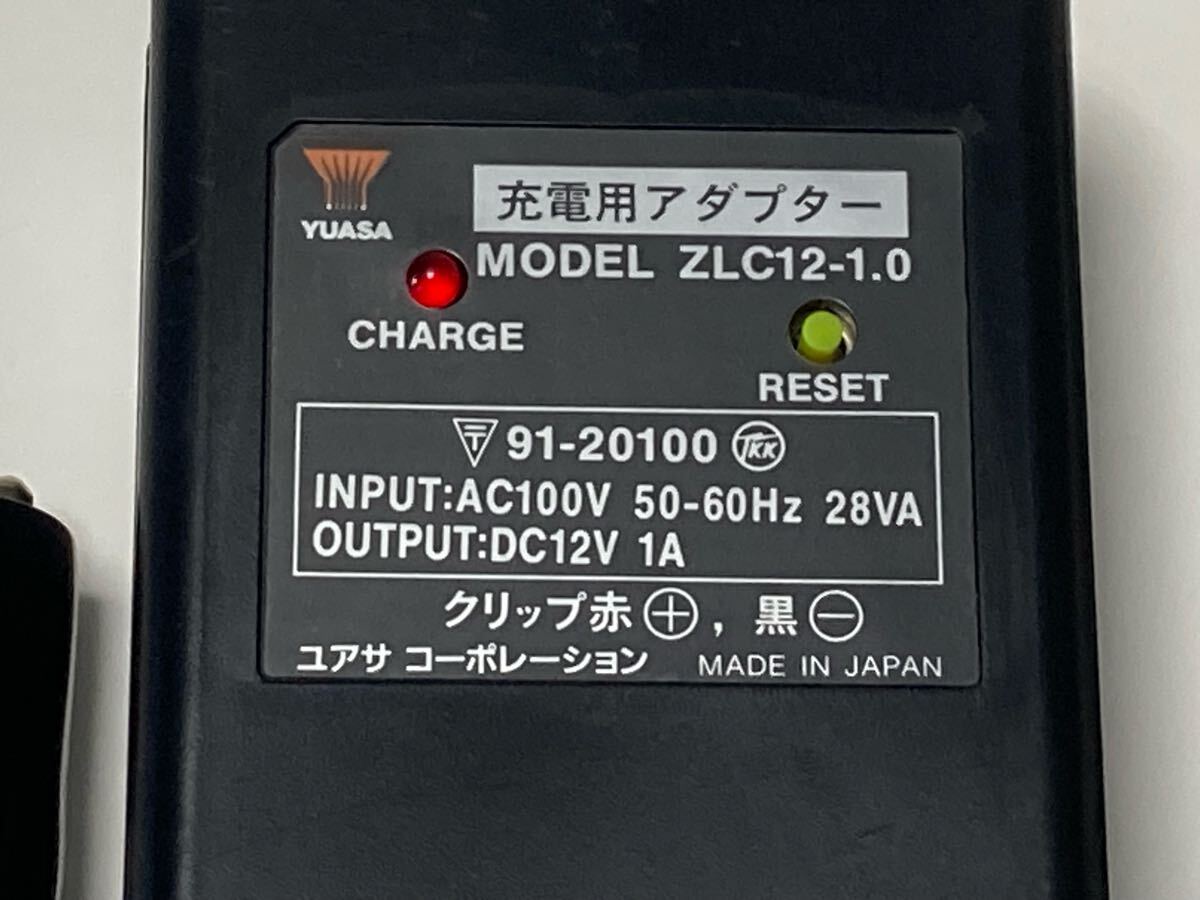 YUASA
充電用アダプター
MODEL ZLC12-1.0
CHARGE
RESET
〒 91-20100 TKK
INPUT:AC100V 50-60Hz 28VA
OUTPUT:DC12V 1A
クリップ赤⊕, 黒⊖
ユアサ コーポレーション MADE IN JAPAN